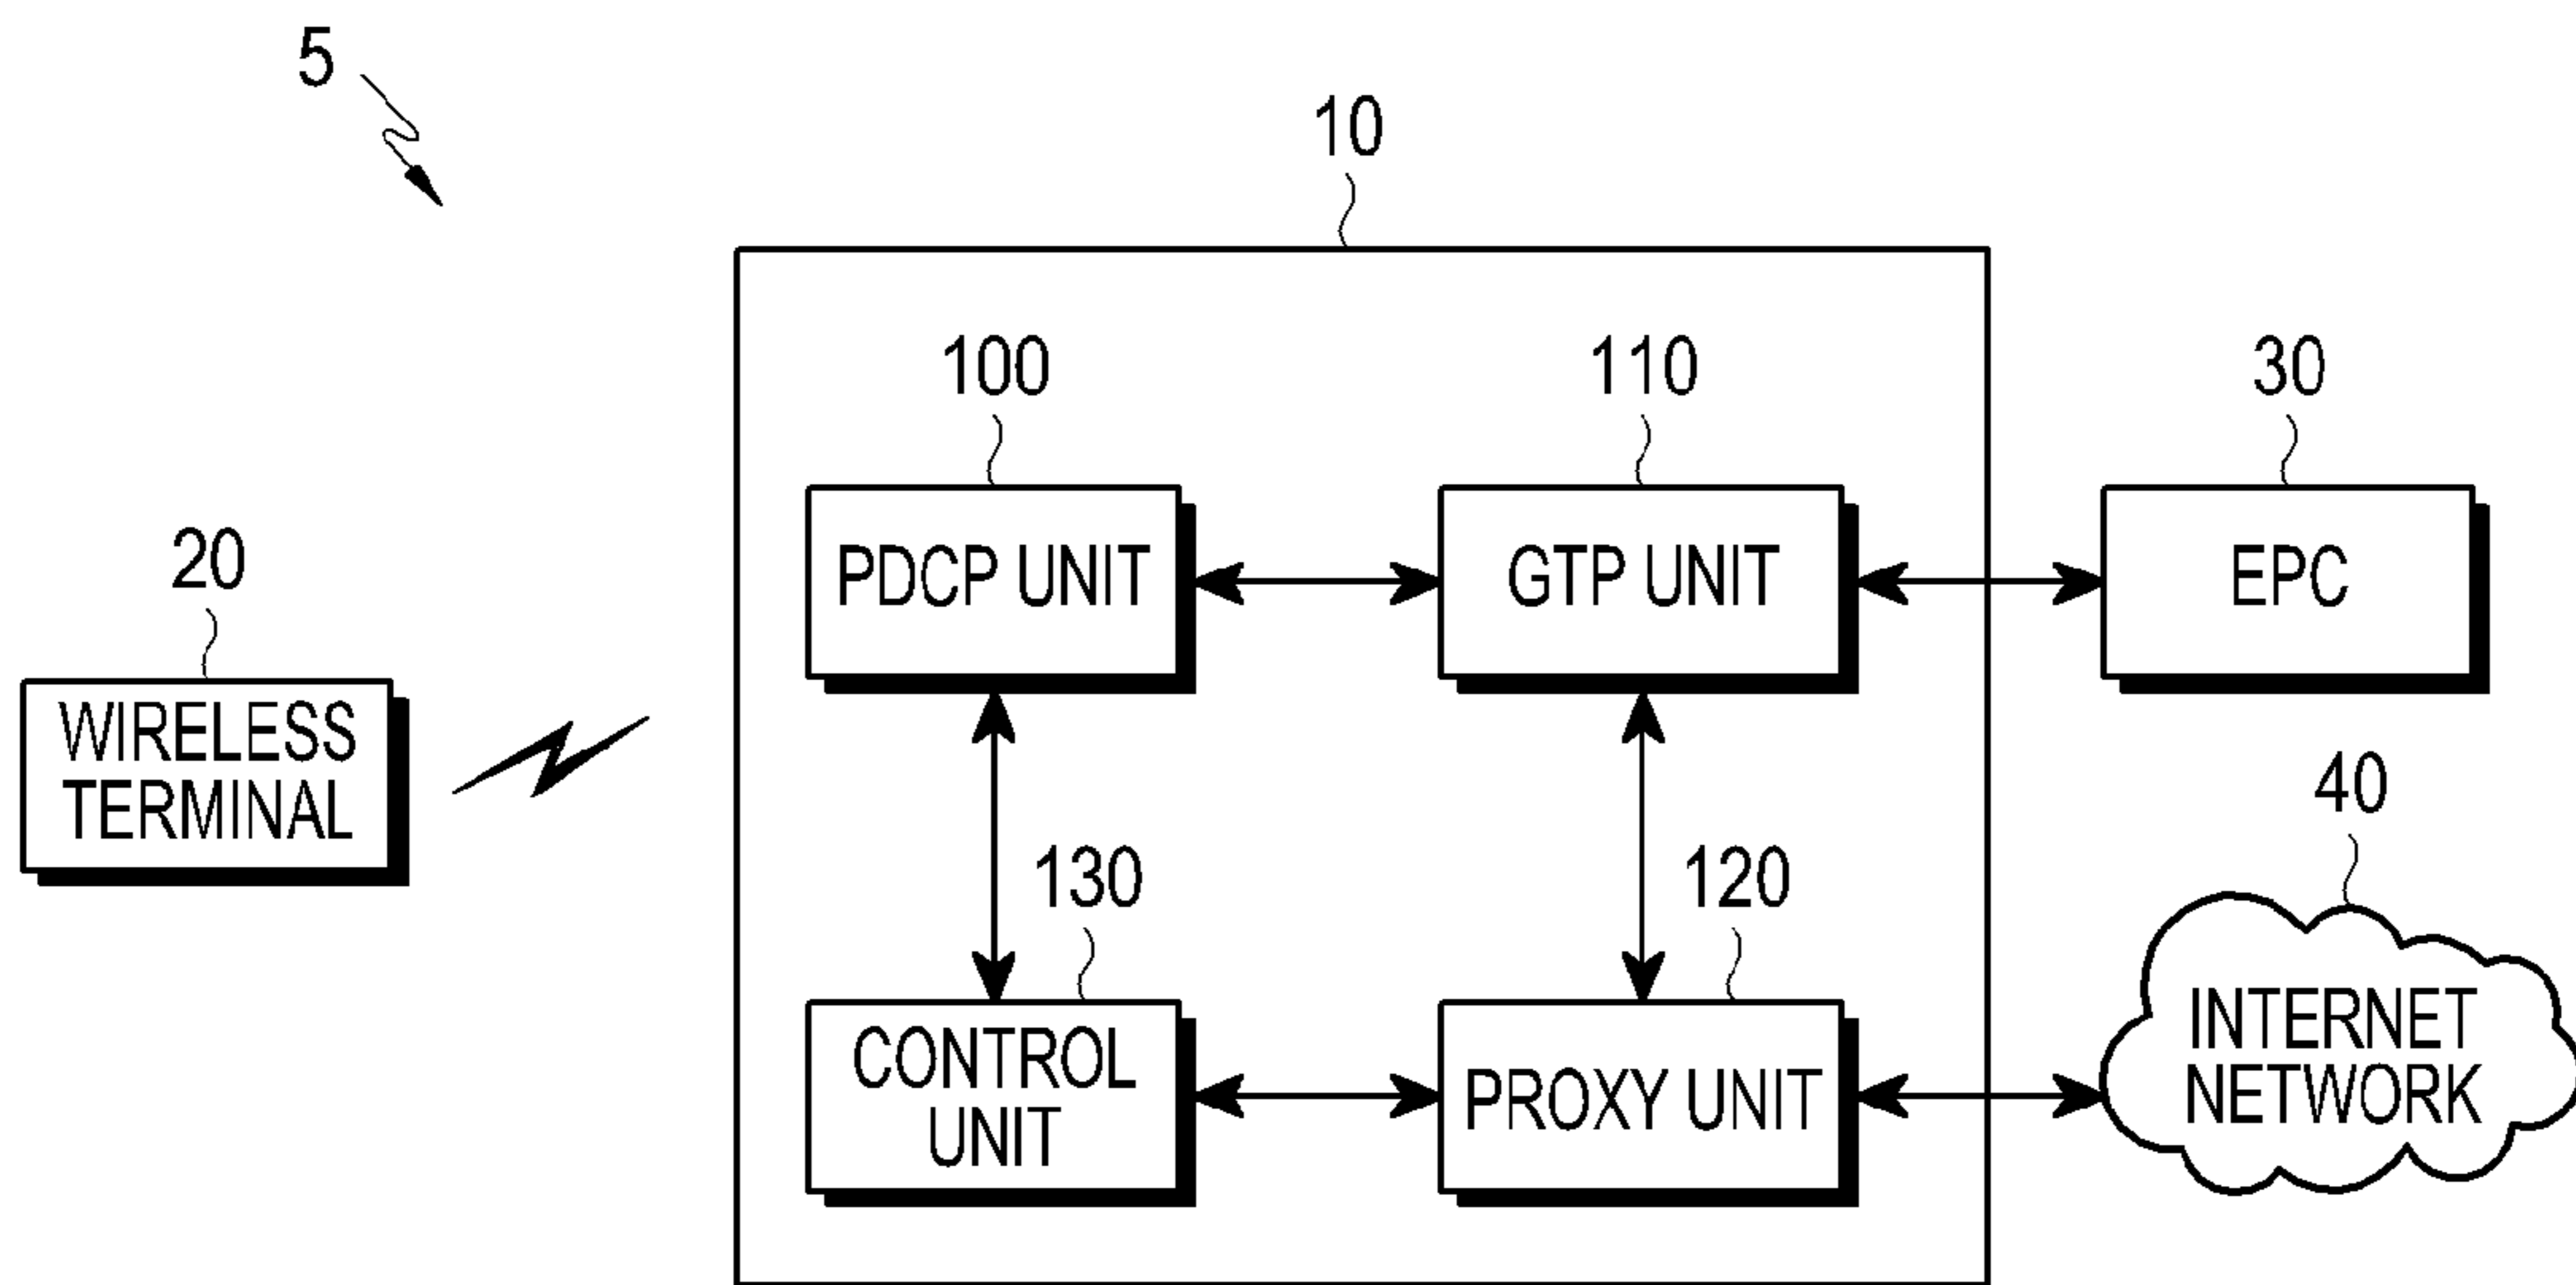 5
10
100
110
30
PDCP UNIT
GTP UNIT
EPC
20
WIRELESS
TERMINAL
40
130
120
CONTROL
UNIT
PROXY UNIT
INTERNET
NETWORK